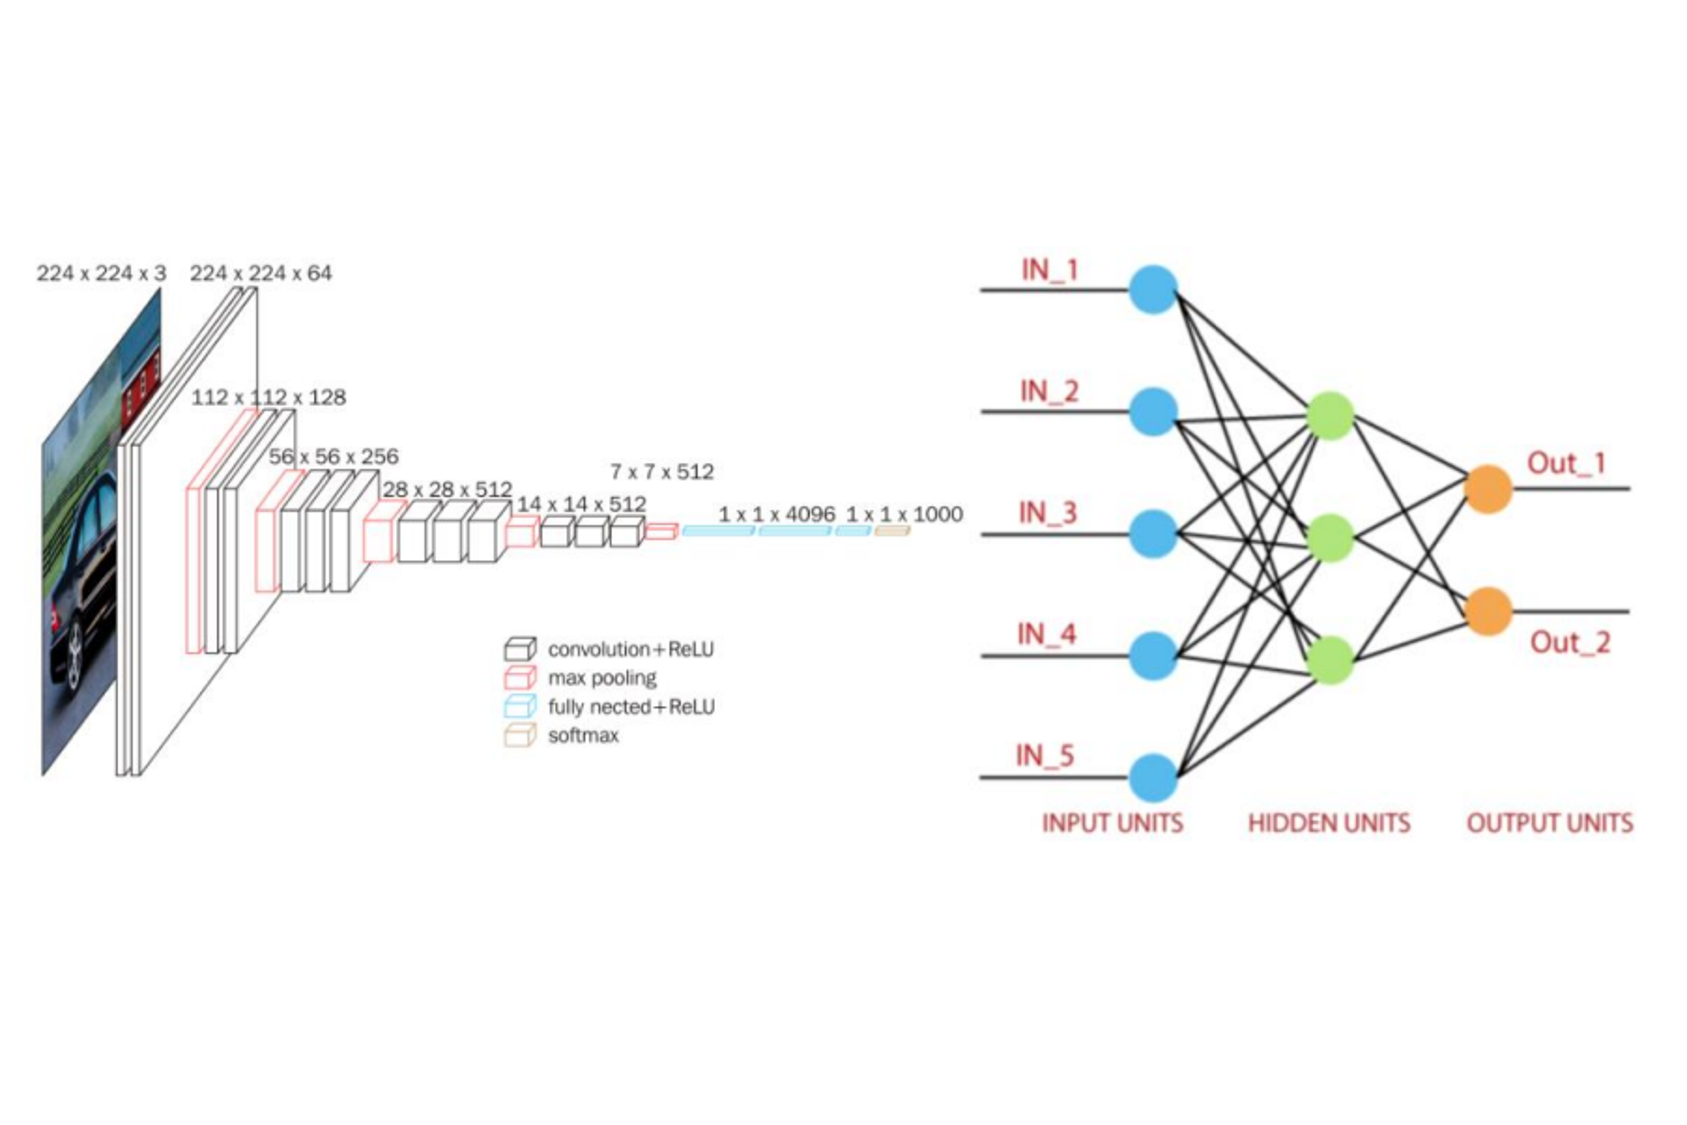 224 x 224 x 3
224 x 224 x 64
112 x 112 x 128
56 x 56 x 256
28 x 28 x 512
14 x 14 x 512
7 x 7 x 512
1 x 1 x 4096
1 x 1 x 1000
convolution+ReLU
max pooling
fully nected+ReLU
softmax
IN_1
IN_2
IN_3
IN_4
IN_5
Out_1
Out_2
INPUT UNITS
HIDDEN UNITS
OUTPUT UNITS